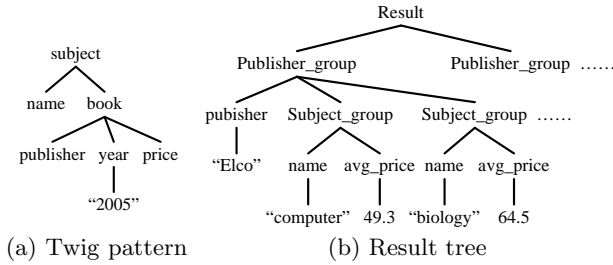 Result
subject
Publisher_group Publisher_group ......
name book
pubisher Subject_group Subject_group ......
publisher year price
"Elco" name avg_price name avg_price
"2005"
"computer" 49.3 "biology" 64.5
(a) Twig pattern (b) Result tree